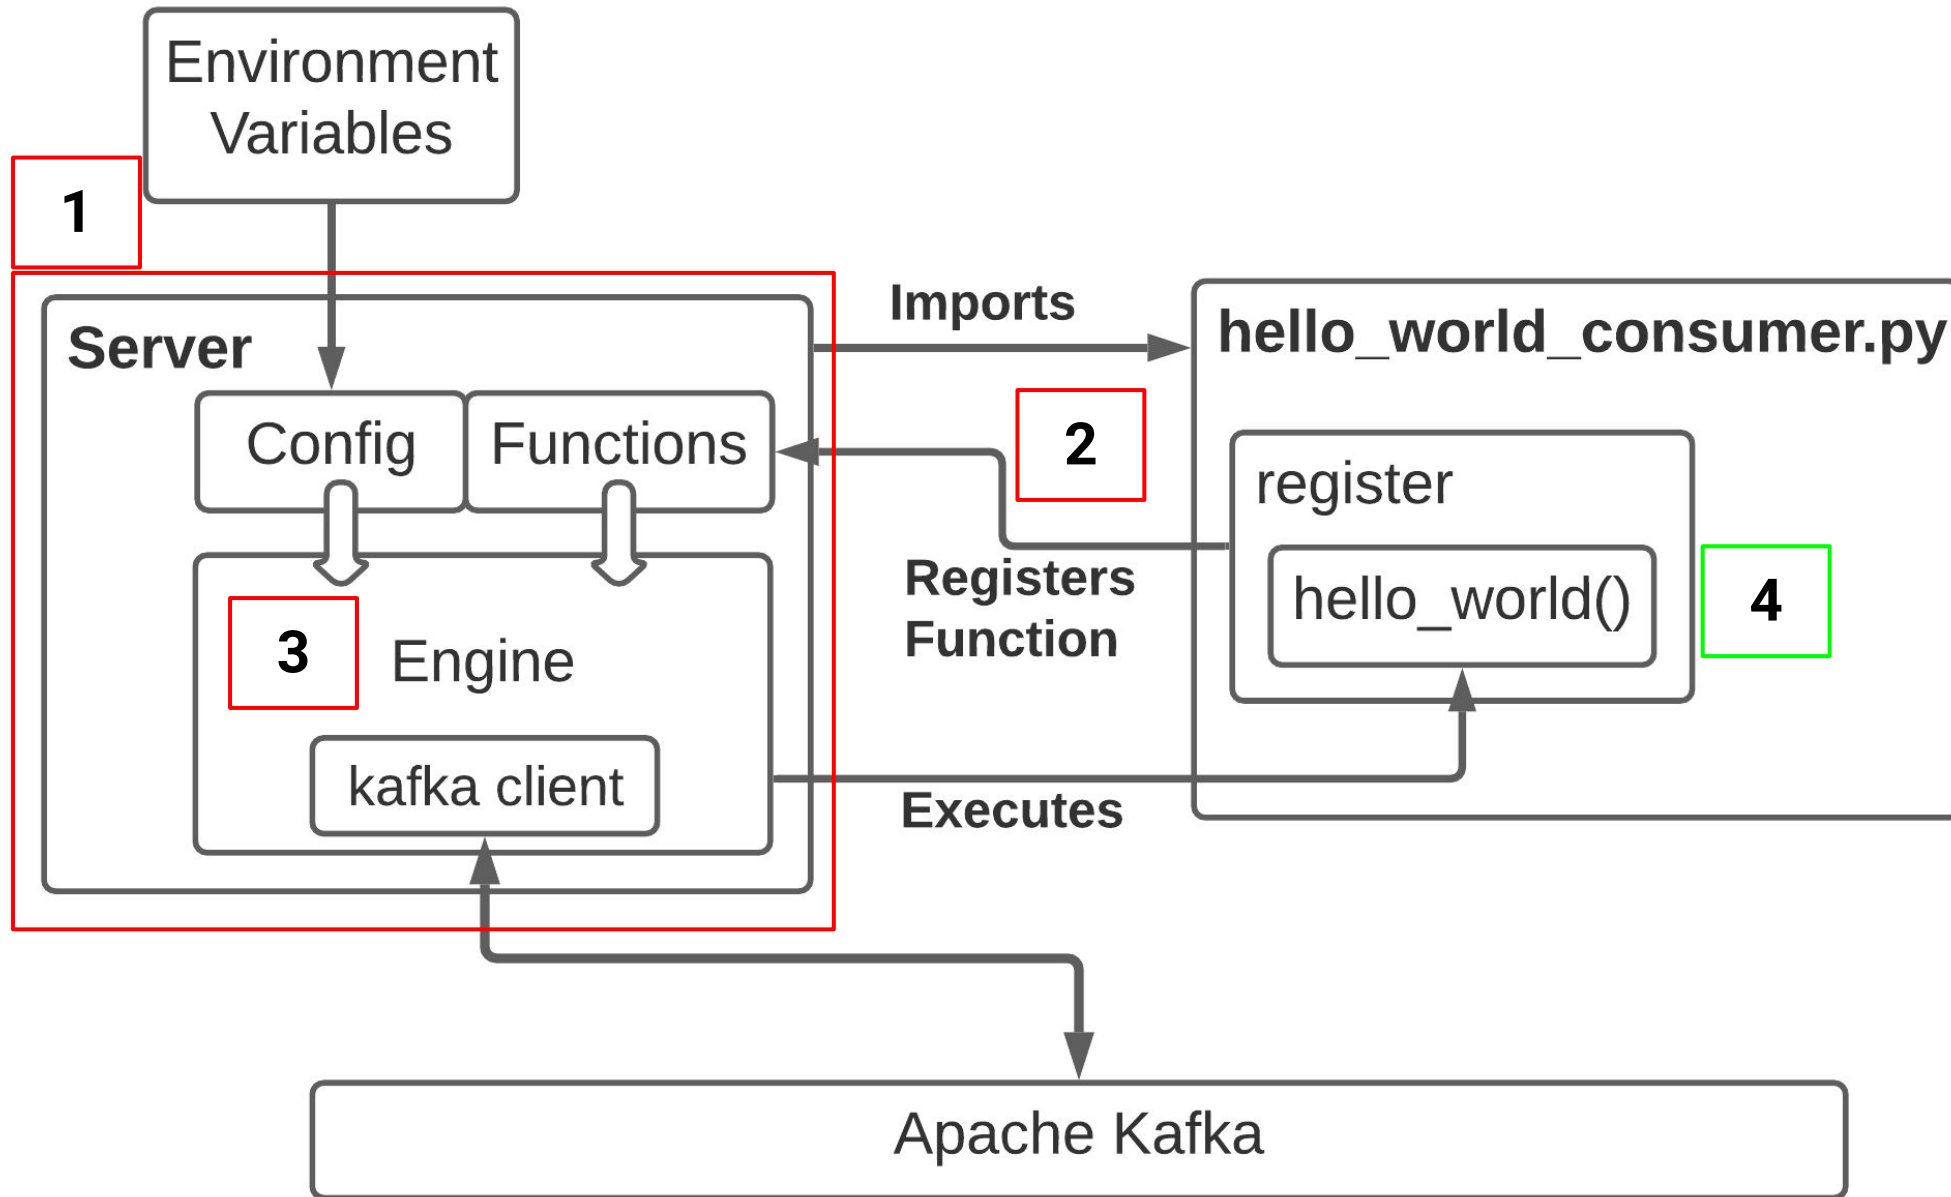 Environment
Variables
1
Imports
Server
hello_world_consumer.py
Config
Functions
2
register
Registers
Function
hello_world()
4
3
Engine
kafka client
Executes
Apache Kafka